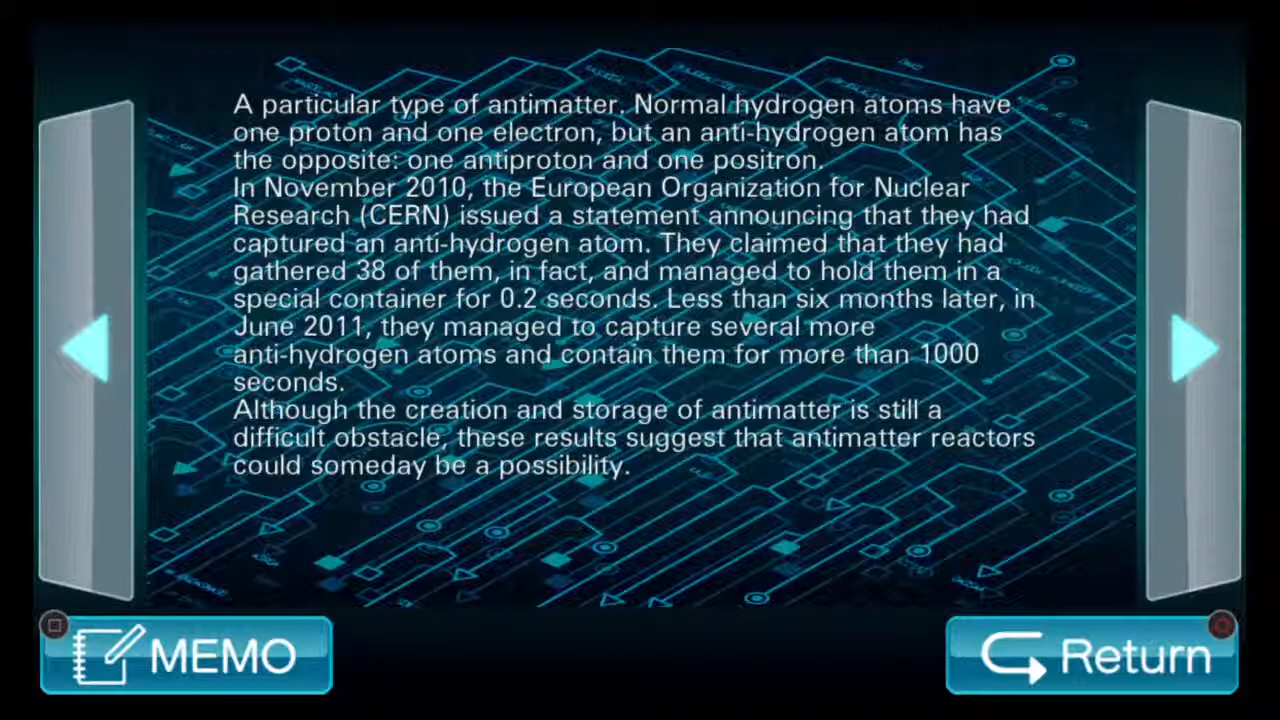 A particular type of antimatter. Normal hydrogen atoms have
one proton and one electron, but an anti-hydrogen atom has
the opposite: one antiproton and one positron.
In November 2010, the European Organization for Nuclear
Research (CERN) issued a statement announcing that they had
captured an anti-hydrogen atom. They claimed that they had
gathered 38 of them, in fact, and managed to hold them in a
special container for 0.2 seconds. Less than six months later, in
June 2011, they managed to capture several more
anti-hydrogen atoms and contain them for more than 1000
seconds.
Although the creation and storage of antimatter is still a
difficult obstacle, these results suggest that antimatter reactors
could someday be a possibility.
MEMO
Return